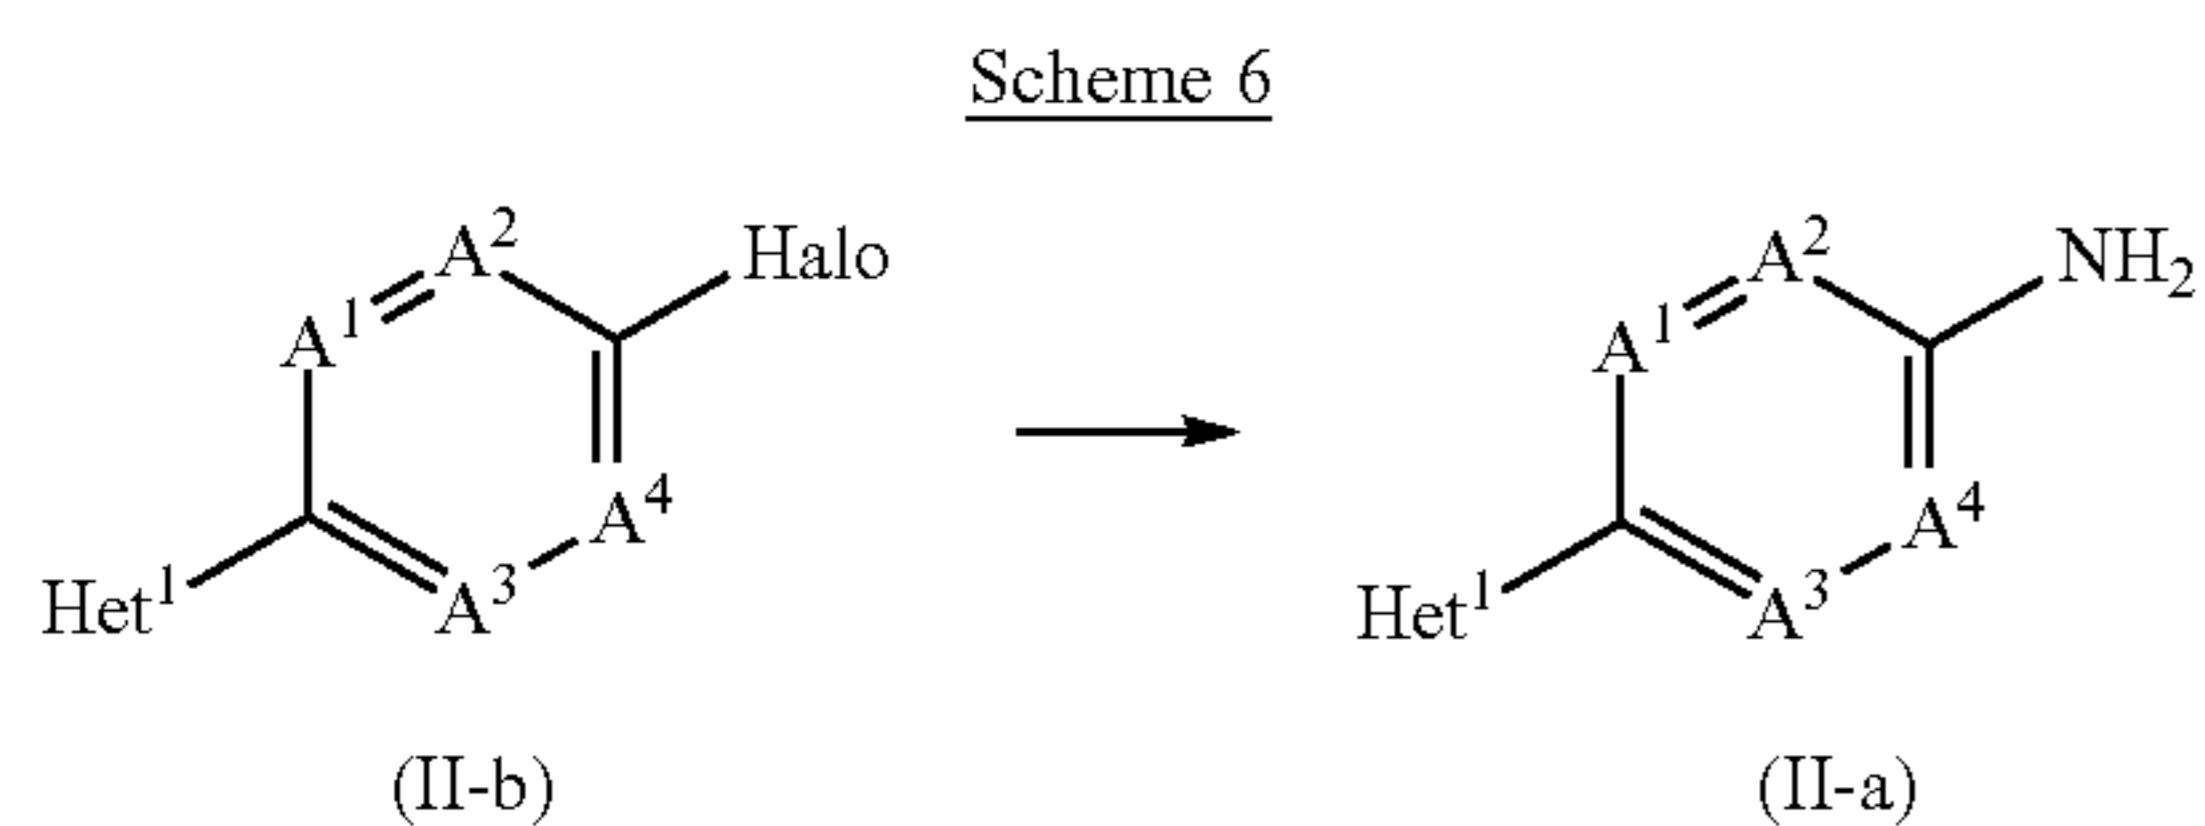 Scheme 6
A² Halo
A¹
A⁴
Het¹ A³
(II-b)
A² NH₂
A¹
A⁴
Het¹ A³
(II-a)